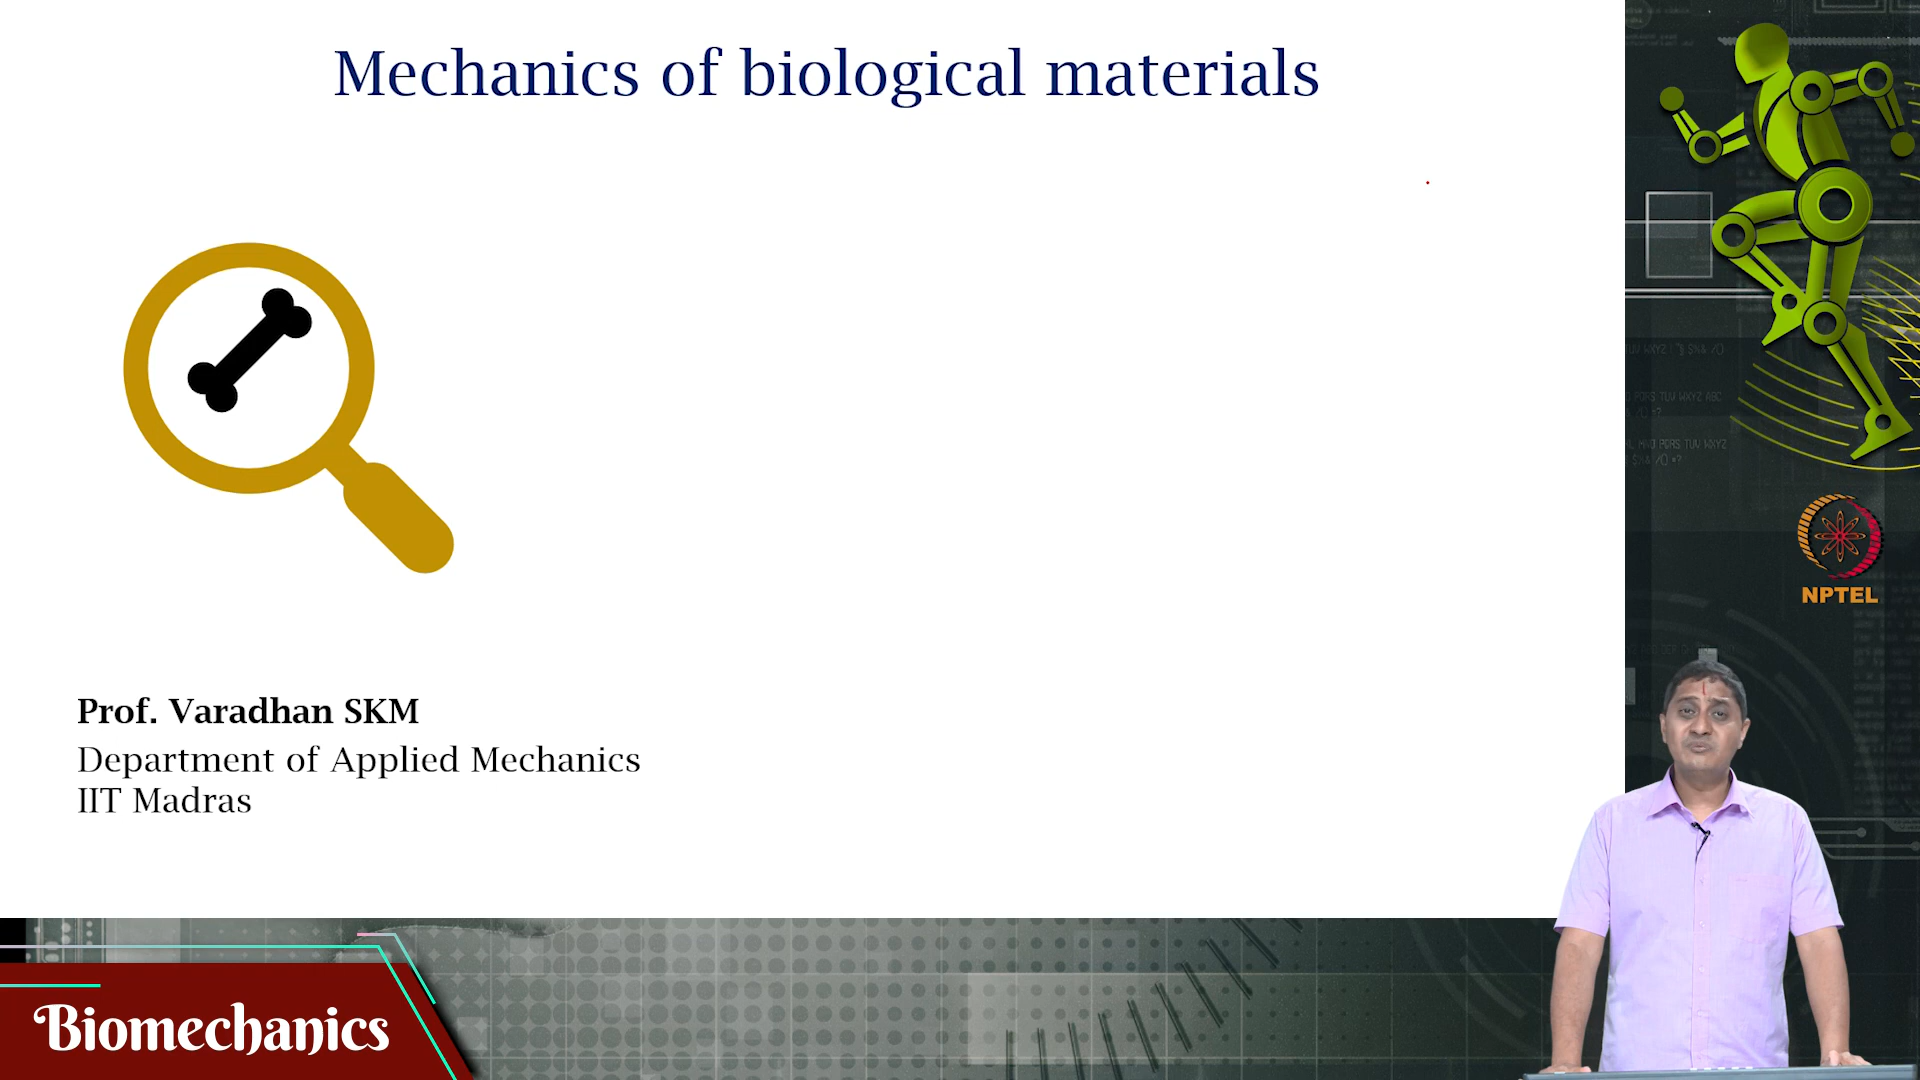 Mechanics of biological materials
Prof. Varadhan SKM
Department of Applied Mechanics
IIT Madras
NPTEL
Biomechanics